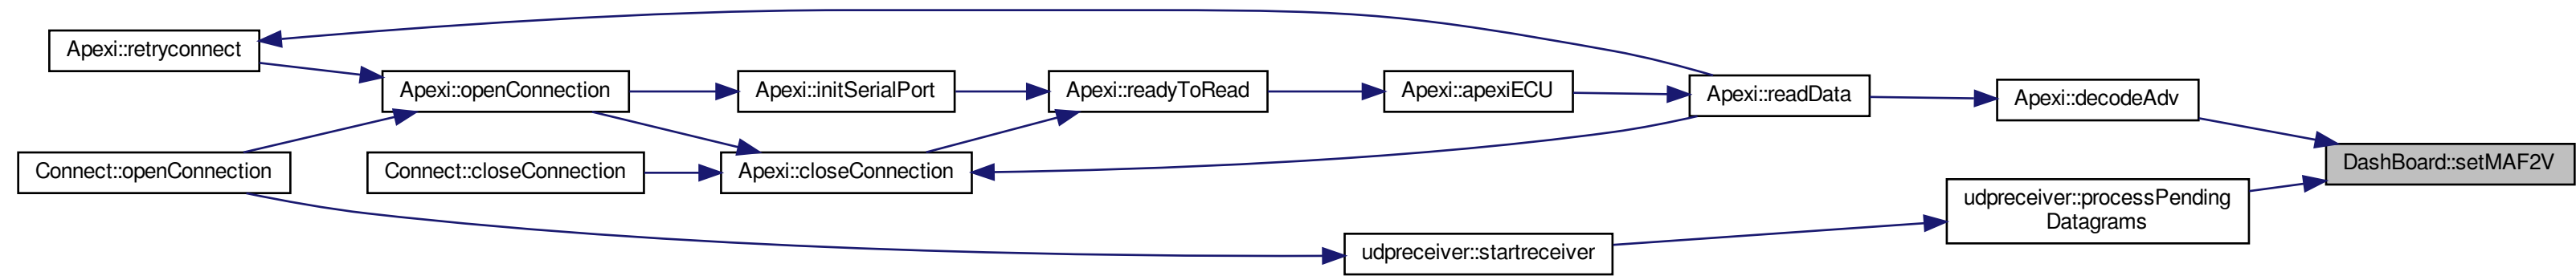 Apexi::retryconnect
Apexi::openConnection
Apexi::initSerialPort
Apexi::readyToRead
Apexi::apexiECU
Apexi::readData
Apexi::decodeAdv
Connect::openConnection
Connect::closeConnection
Apexi::closeConnection
DashBoard::setMAF2V
udpreceiver::processPending
Datagrams
udpreceiver::startreceiver